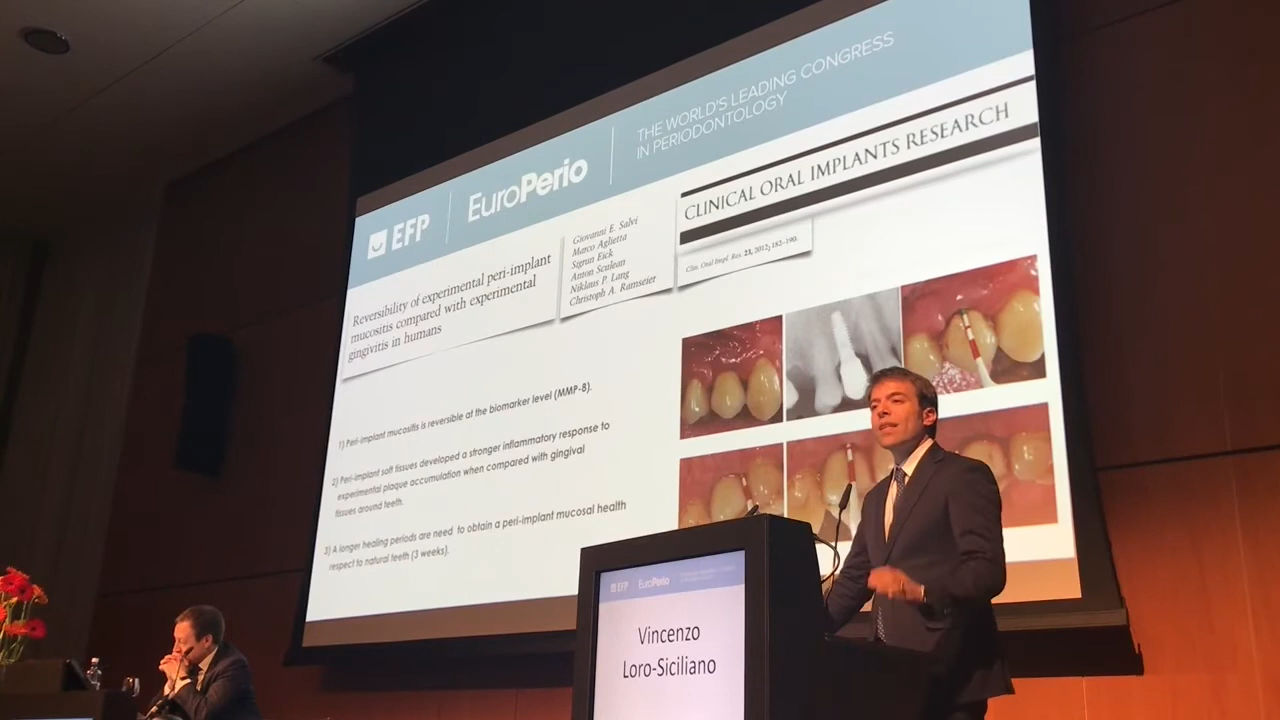 EFP
EuroPerio
THE WORLD'S LEADING CONGRESS
IN PERIODONTOLOGY
Reversibility of experimental peri-implant
mucositis compared with experimental
gingivitis in humans
Giovanni E. Salvi
Marco Aglietta
Sigrun Eick
Anton Sculean
Niklaus P. Lang
Christoph A. Ramseier
CLINICAL ORAL IMPLANTS RESEARCH
Clin. Oral Impl. Res. 23, 2012; 182–190.
1) Peri-implant mucositis is reversible at the biomarker level (MMP-8).
2) Peri-implant soft tissues developed a stronger inflammatory response to
experimental plaque accumulation when compared with gingival
tissues around teeth.
3) A longer healing periods are need to obtain a peri-implant mucosal health
respect to natural teeth (3 weeks).
EFP
EuroPerio
Vincenzo
Loro-Siciliano